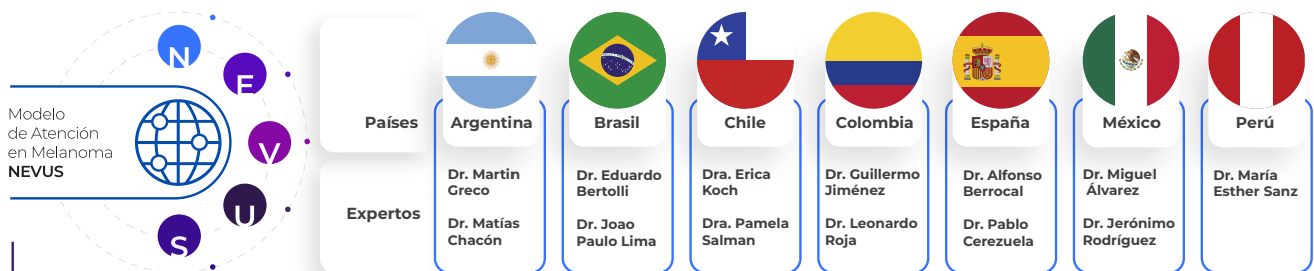 N
E
V
U
S
Modelo
de Atención
en Melanoma
NEVUS
Países
Argentina
Brasil
Chile
Colombia
España
México
Perú
Expertos
Dr. Martin
Greco
Dr. Matías
Chacón
Dr. Eduardo
Bertolli
Dr. Joao
Paulo Lima
Dra. Erica
Koch
Dra. Pamela
Salman
Dr. Guillermo
Jiménez
Dr. Leonardo
Roja
Dr. Alfonso
Berrocal
Dr. Pablo
Cerezuela
Dr. Miguel
Álvarez
Dr. Jerónimo
Rodríguez
Dr. María
Esther Sanz